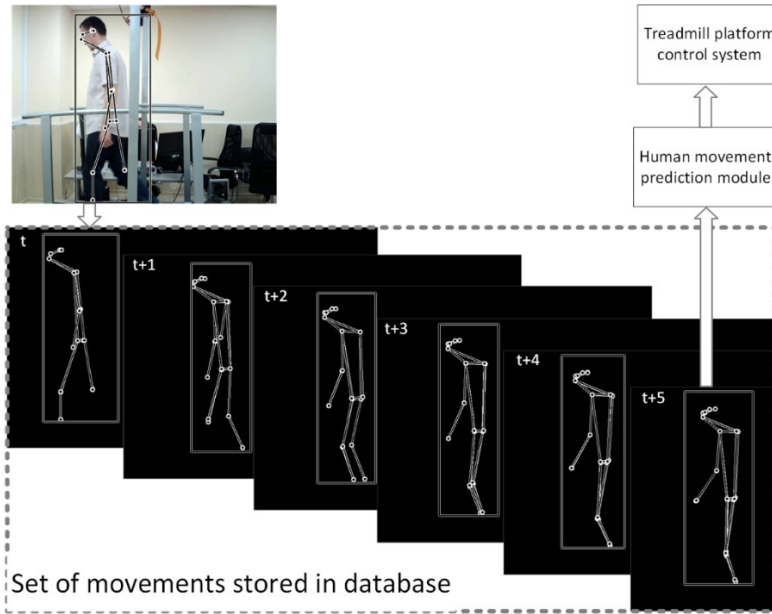 Treadmill platform
control system
Human movement
prediction module
t
t+1
t+2
t+3
t+4
t+5
Set of movements stored in database